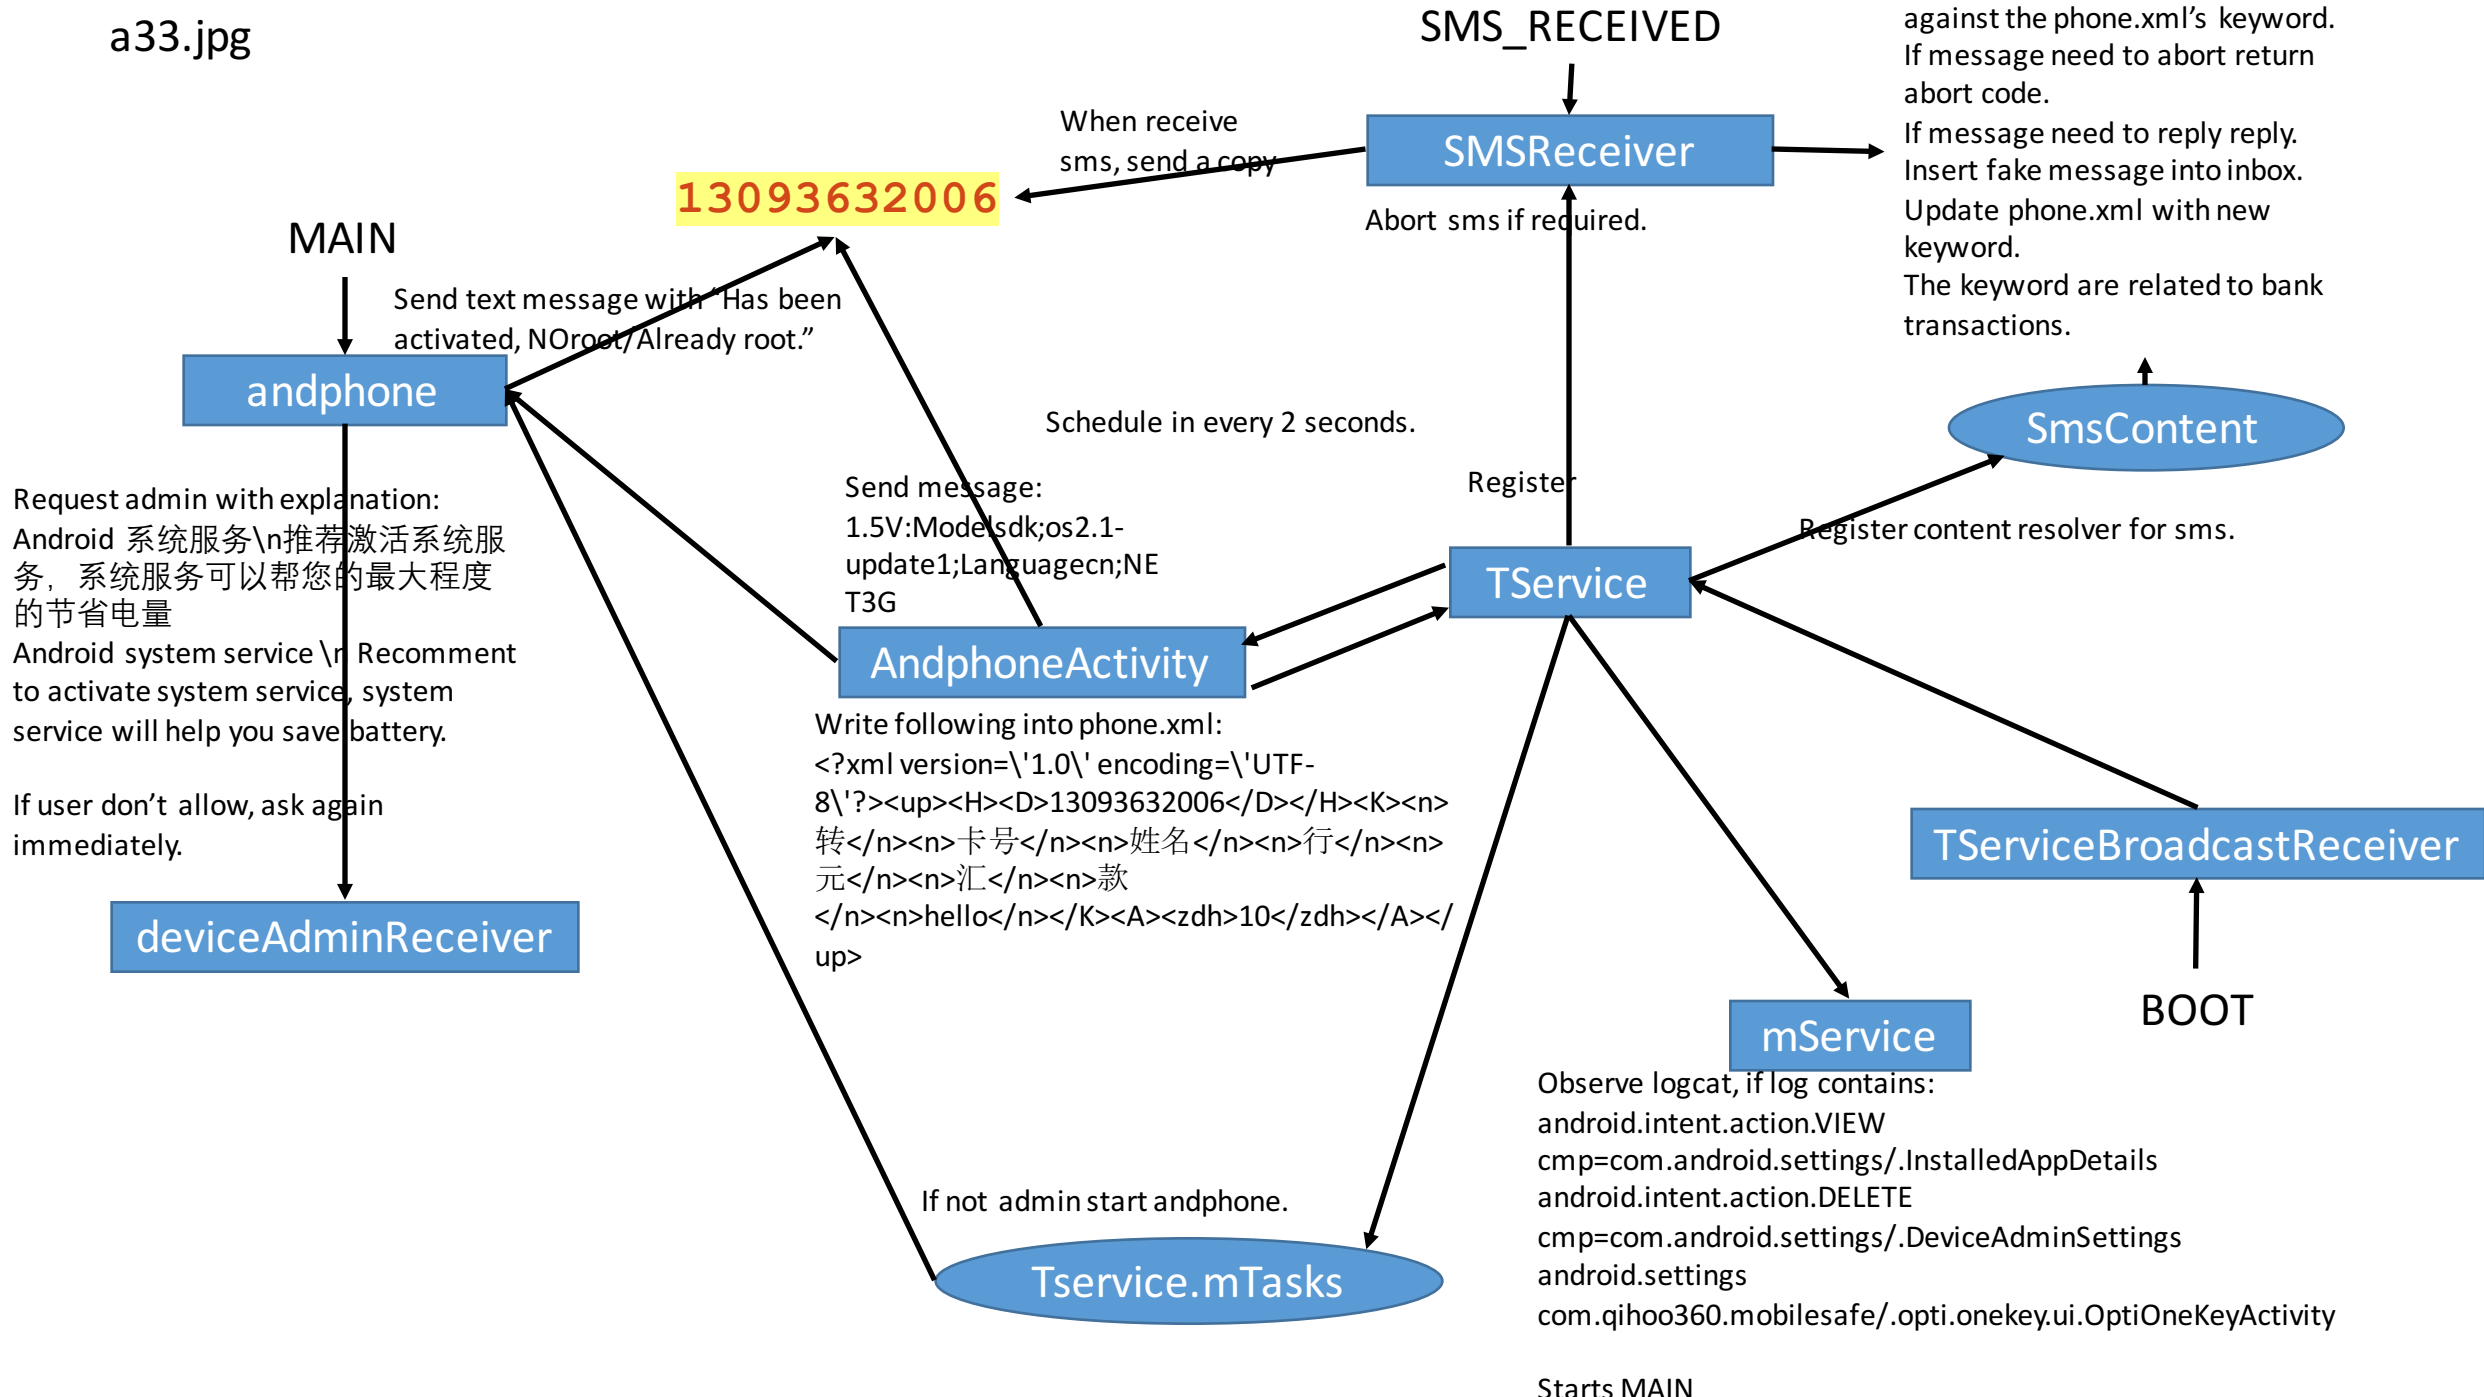 a33.jpg
SMS_RECEIVED
against the phone.xml's keyword.
If message need to abort return
abort code.
If message need to reply reply.
Insert fake message into inbox.
Update phone.xml with new
keyword.
The keyword are related to bank
transactions.
When receive
sms, send a copy
SMSReceiver
13093632006
Abort sms if required.
MAIN
Send text message with “Has been
activated, NOroot/Already root.”
andphone
Schedule in every 2 seconds.
SmsContent
Request admin with explanation:
Android 系统服务\n推荐激活系统服
务，系统服务可以帮您的最大程度
的节省电量
Android system service \n Recomment
to activate system service, system
service will help you save battery.
If user don’t allow, ask again
immediately.
Send message:
1.5V:Modelsdk;os2.1-
update1;Languagecn;NE
T3G
Register
Register content resolver for sms.
TService
AndphoneActivity
Write following into phone.xml:
<?xml version=\'1.0\' encoding=\'UTF-
8\'?><up><H><D>13093632006</D></H><K><n>
转</n><n>卡号</n><n>姓名</n><n>行</n><n>
元</n><n>汇</n><n>款
</n><n>hello</n></K><A><zdh>10</zdh></A></
up>
TServiceBroadcastReceiver
deviceAdminReceiver
BOOT
mService
Observe logcat, if log contains:
android.intent.action.VIEW
cmp=com.android.settings/.InstalledAppDetails
android.intent.action.DELETE
cmp=com.android.settings/.DeviceAdminSettings
android.settings
com.qihoo360.mobilesafe/.opti.onekey.ui.OptiOneKeyActivity
If not admin start andphone.
Tservice.mTasks
Starts MAIN